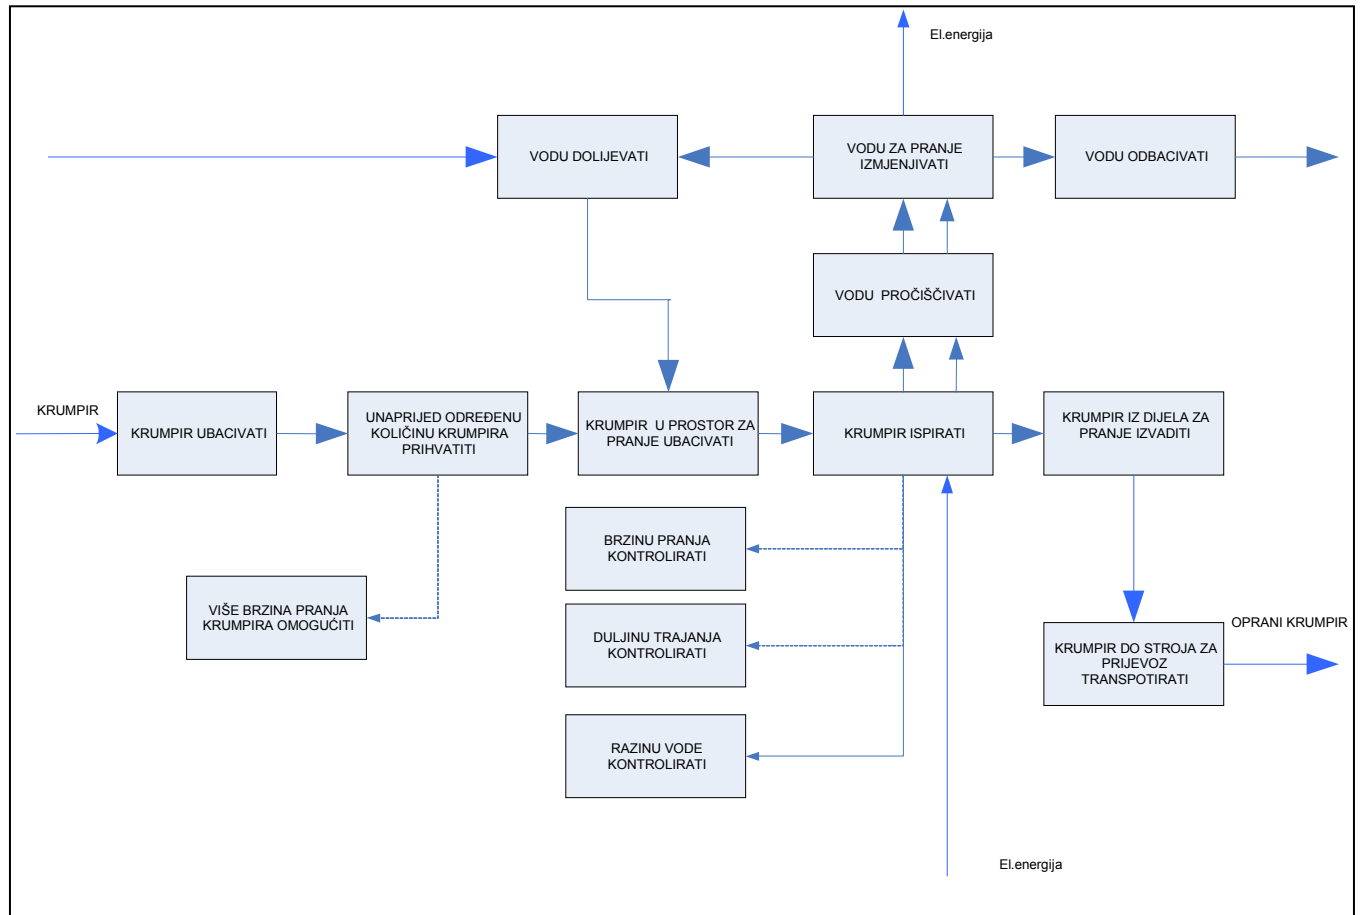 El.energija
VODU DOLIJEVATI
VODU ZA PRANJE
IZMJENJIVATI
VODU ODBACIVATI
VODU  PROČIŠČIVATI
KRUMPIR
KRUMPIR UBACIVATI
UNAPRIJED ODREĐENU
KOLIČINU KRUMPIRA
PRIHVATITI
KRUMPIR  U PROSTOR ZA
PRANJE UBACIVATI
KRUMPIR ISPIRATI
KRUMPIR IZ DIJELA ZA
PRANJE IZVADITI
BRZINU PRANJA
KONTROLIRATI
VIŠE BRZINA PRANJA
KRUMPIRA OMOGUĆITI
DULJINU TRAJANJA
KONTROLIRATI
OPRANI KRUMPIR
KRUMPIR DO STROJA ZA
PRIJEVOZ
TRANSPOTIRATI
RAZINU VODE
KONTROLIRATI
El.energija